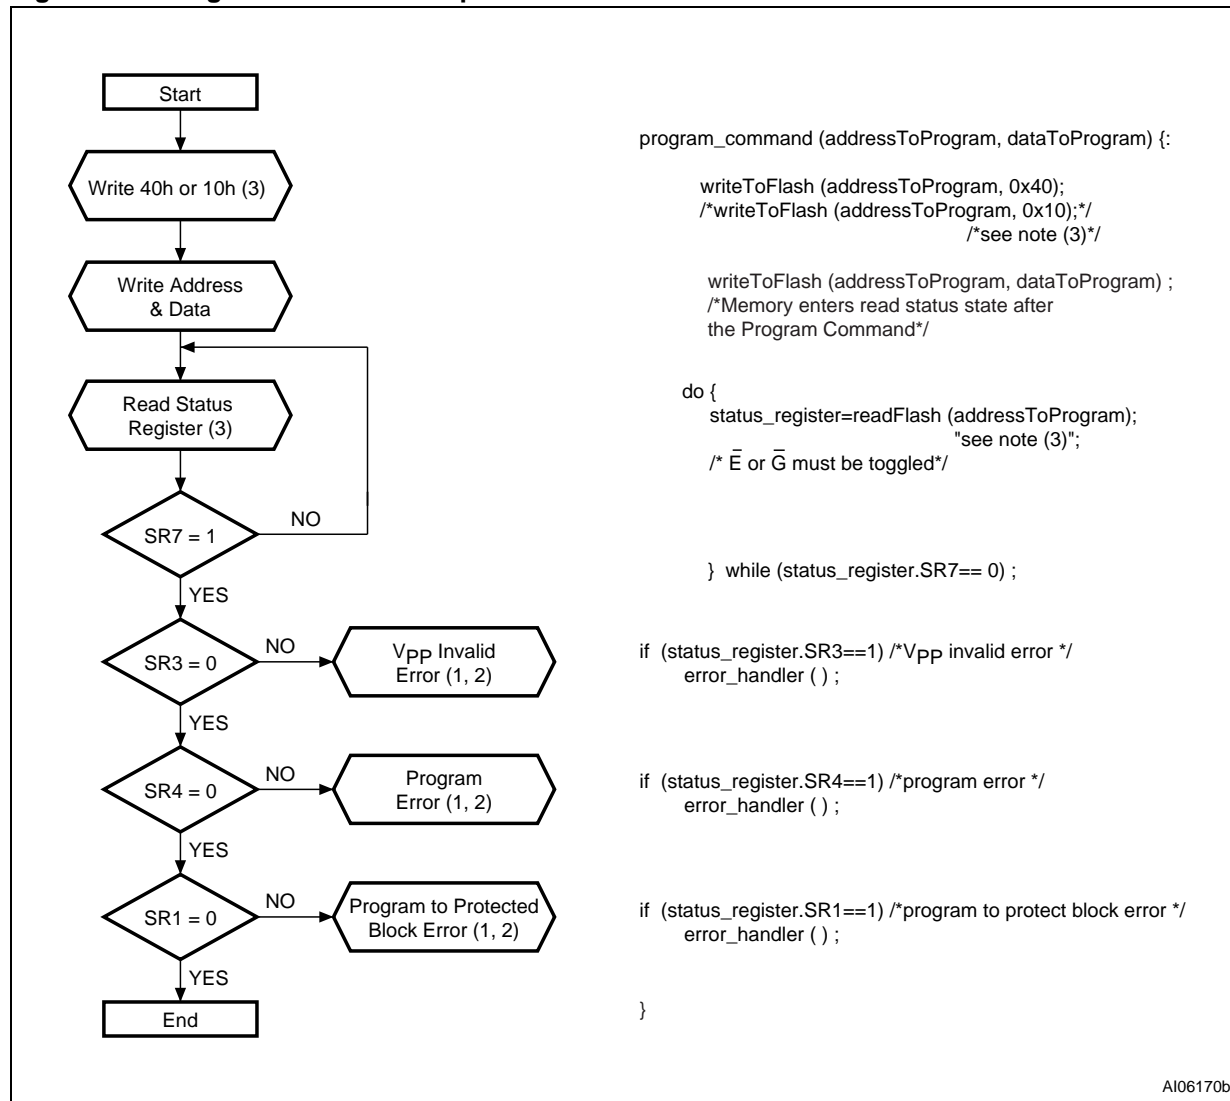 Start
Write 40h or 10h (3)
Write Address
& Data
Read Status
Register (3)
SR7 = 1
NO
YES
SR3 = 0
NO
VPP Invalid
Error (1, 2)
YES
SR4 = 0
NO
Program
Error (1, 2)
YES
SR1 = 0
NO
Program to Protected
Block Error (1, 2)
YES
End
program_command (addressToProgram, dataToProgram) {:
writeToFlash (addressToProgram, 0x40);
/*writeToFlash (addressToProgram, 0x10);*/
/*see note (3)*/
writeToFlash (addressToProgram, dataToProgram) ;
/*Memory enters read status state after
the Program Command*/
do {
status_register=readFlash (addressToProgram);
"see note (3)";
/* E̅ or G̅ must be toggled*/
} while (status_register.SR7== 0) ;
if (status_register.SR3==1) /*VPP invalid error */
error_handler ( ) ;
if (status_register.SR4==1) /*program error */
error_handler ( ) ;
if (status_register.SR1==1) /*program to protect block error */
error_handler ( ) ;
}
AI06170b